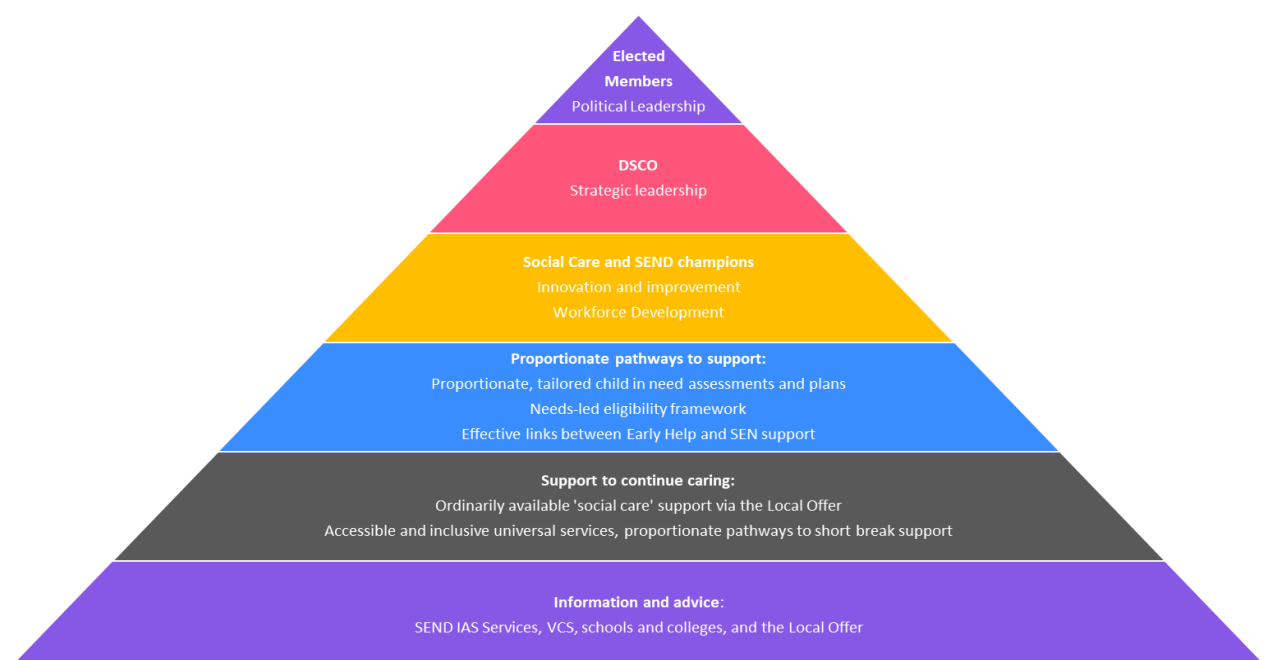 Elected
Members
Political Leadership
DSCO
Strategic leadership
Social Care and SEND champions
Innovation and improvement
Workforce Development
Proportionate pathways to support:
Proportionate, tailored child in need assessments and plans
Needs-led eligibility framework
Effective links between Early Help and SEN support
Support to continue caring:
Ordinarily available 'social care' support via the Local Offer
Accessible and inclusive universal services, proportionate pathways to short break support
Information and advice:
SEND IAS Services, VCS, schools and colleges, and the Local Offer